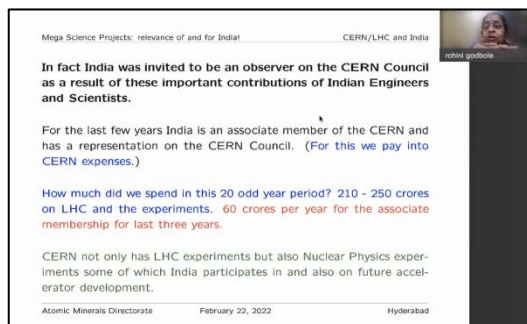 Mega Science Projects: relevance of and for India! CERN/LHC and India
rohini godbole
In fact India was invited to be an observer on the CERN Council
as a result of these important contributions of Indian Engineers
and Scientists.
For the last few years India is an associate member of the CERN and
has a representation on the CERN Council. (For this we pay into
CERN expenses.)
How much did we spend in this 20 odd year period? 210 - 250 crores
on LHC and the experiments. 60 crores per year for the associate
membership for last three years.
CERN not only has LHC experiments but also Nuclear Physics exper-
iments some of which India participates in and also on future accel-
erator development.
Atomic Minerals Directorate February 22, 2022 Hyderabad